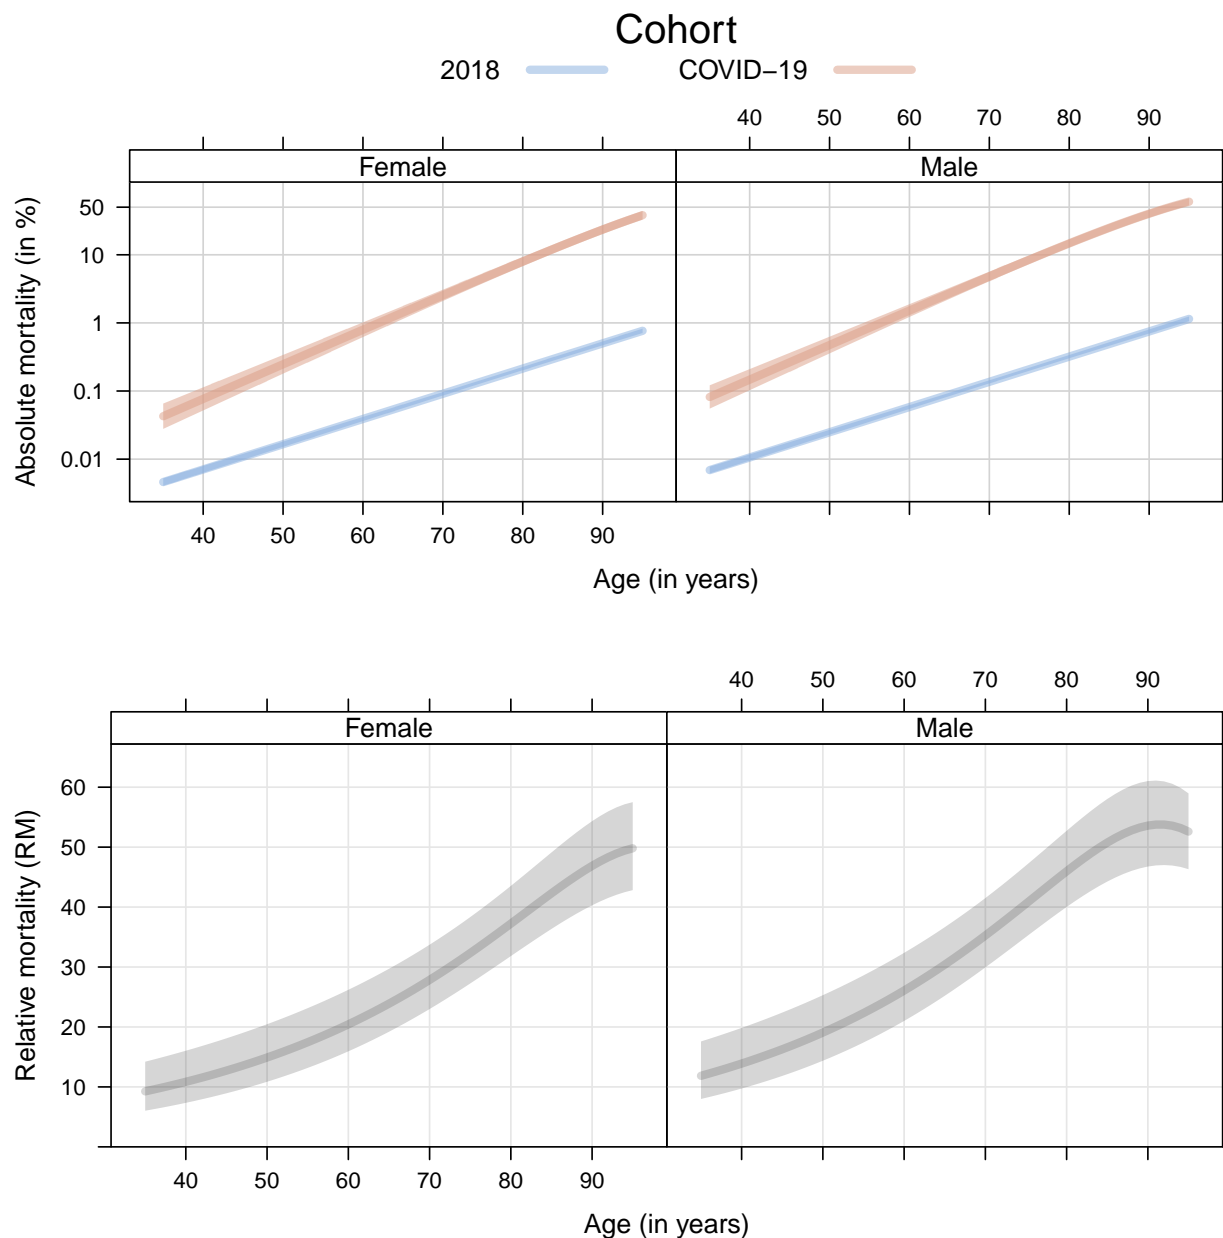 Cohort
2018 COVID−19
40 50 60 70 80 90
Female Male
Absolute mortality (in %)
50
10
1
0.1
0.01
40 50 60 70 80 90
Age (in years)
40 50 60 70 80 90
Female Male
Relative mortality (RM)
60
50
40
30
20
10
40 50 60 70 80 90
Age (in years)